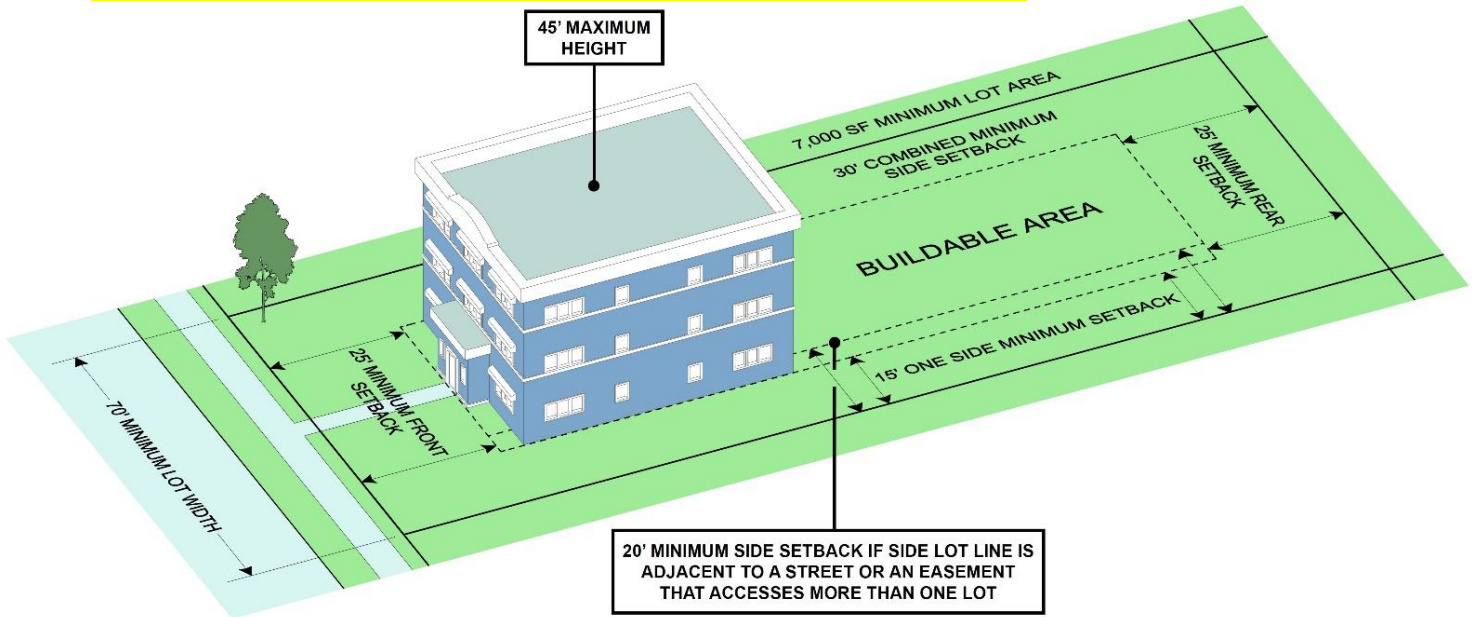 45' MAXIMUM
HEIGHT
7,000 SF MINIMUM LOT AREA
30' COMBINED MINIMUM
SIDE SETBACK
25' MINIMUM REAR
SETBACK
BUILDABLE AREA
15' ONE SIDE MINIMUM SETBACK
25' MINIMUM FRONT
SETBACK
70' MINIMUM LOT WIDTH
20' MINIMUM SIDE SETBACK IF SIDE LOT LINE IS
ADJACENT TO A STREET OR AN EASEMENT
THAT ACCESSES MORE THAN ONE LOT